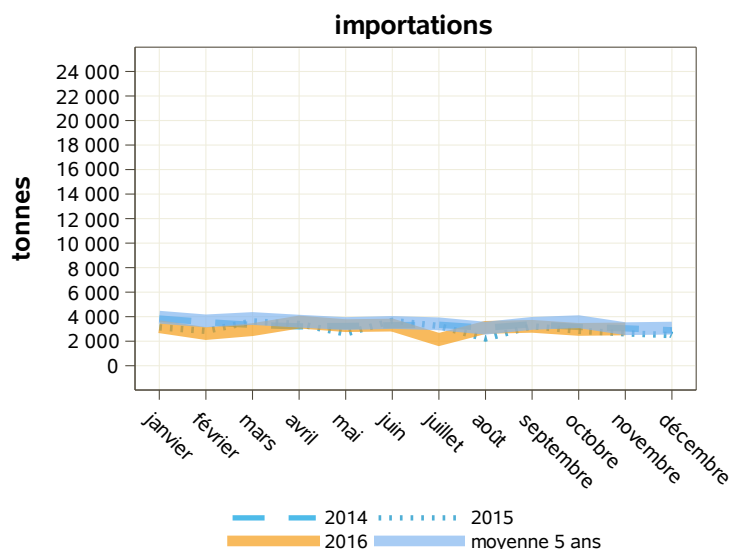 importations
tonnes
24 000
22 000
20 000
18 000
16 000
14 000
12 000
10 000
8 000
6 000
4 000
2 000
0
janvier
février
mars
avril
mai
juin
juillet
août
septembre
octobre
novembre
décembre
2014 2015
2016 moyenne 5 ans